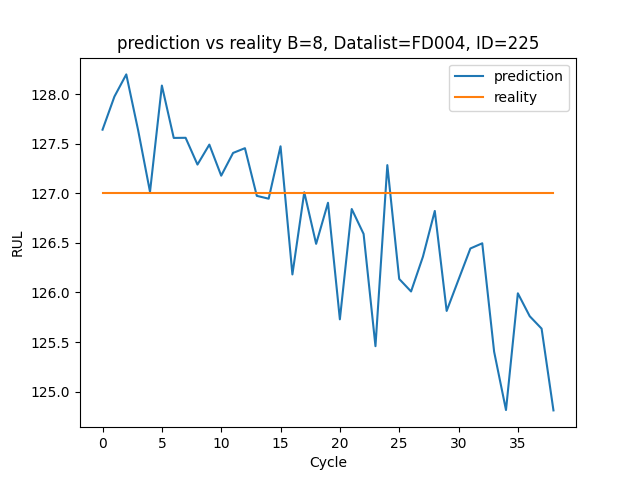 prediction vs reality B=8, Datalist=FD004, ID=225
prediction
reality
128.0
127.5
127.0
126.5
126.0
125.5
125.0
RUL
0 5 10 15 20 25 30 35
Cycle